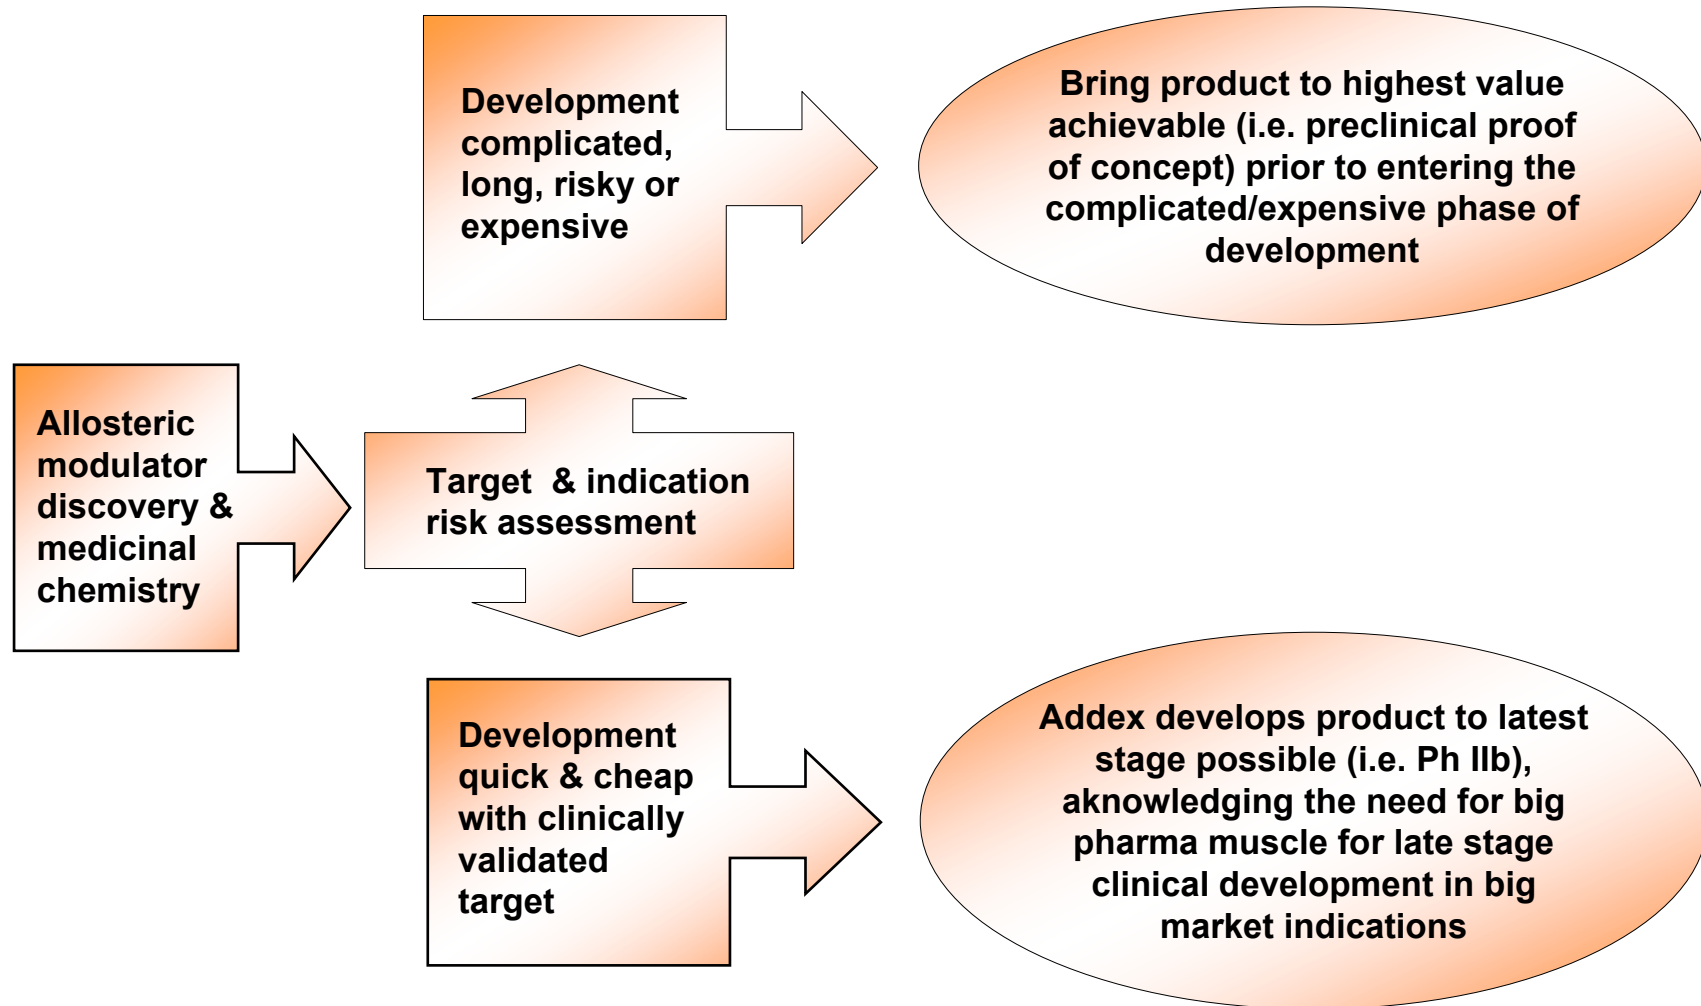 Development
complicated,
long, risky or
expensive
Bring product to highest value
achievable (i.e. preclinical proof
of concept) prior to entering the
complicated/expensive phase of
development
Allosteric
modulator
discovery &
medicinal
chemistry
Target & indication
risk assessment
Development
quick & cheap
with clinically
validated
target
Addex develops product to latest
stage possible (i.e. Ph IIb),
aknowledging the need for big
pharma muscle for late stage
clinical development in big
market indications